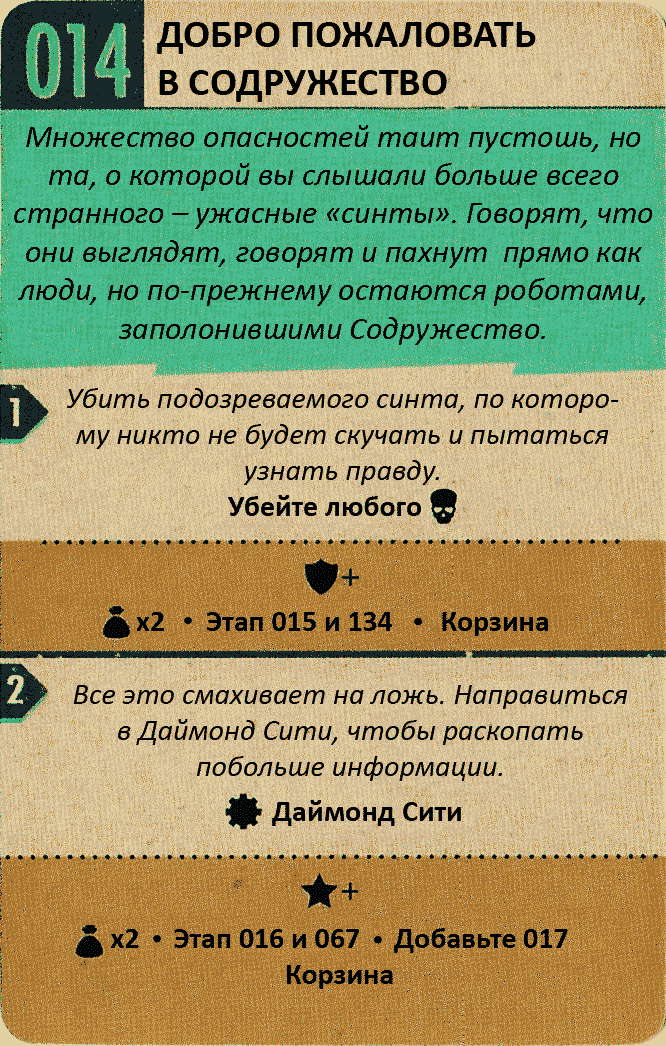 014
ДОБРО ПОЖАЛОВАТЬ
В СОДРУЖЕСТВО
Множество опасностей таит пустошь, но
та, о которой вы слышали больше всего
странного – ужасные «синты». Говорят, что
они выглядят, говорят и пахнут прямо как
люди, но по-прежнему остаются роботами,
заполонившими Содружество.
1
Убить подозреваемого синта, по которо-
му никто не будет скучать и пытаться
узнать правду.
Убейте любого
+
x2 • Этап 015 и 134 • Корзина
2
Все это смахивает на ложь. Направиться
в Даймонд Сити, чтобы раскопать
побольше информации.
Даймонд Сити
+
x2 • Этап 016 и 067 • Добавьте 017
Корзина